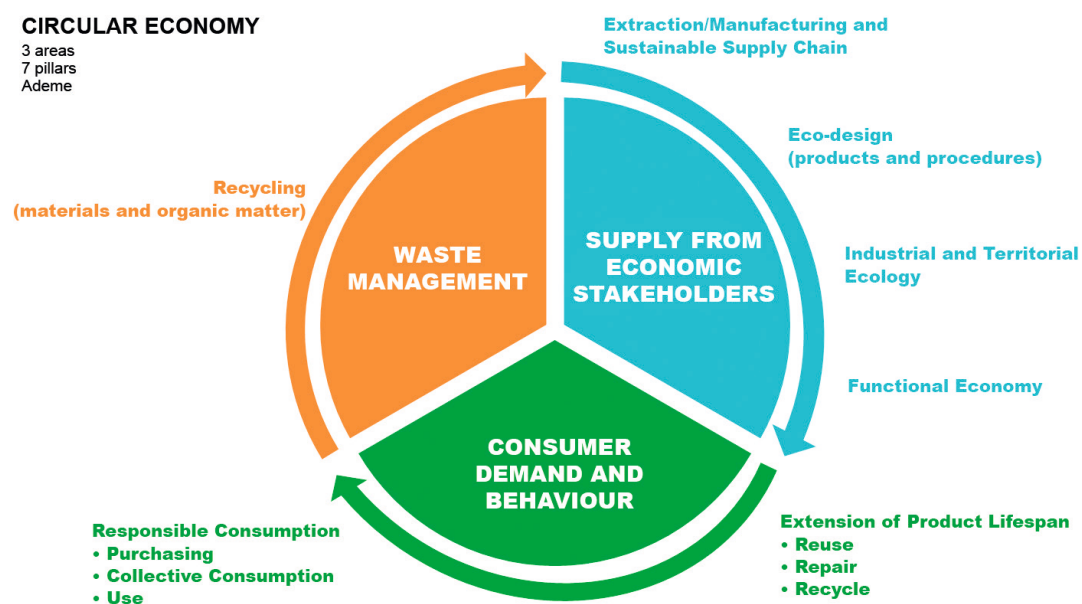 CIRCULAR ECONOMY
3 areas
7 pillars
Ademe
Extraction/Manufacturing and
Sustainable Supply Chain
Eco-design
(products and procedures)
Recycling
(materials and organic matter)
WASTE
MANAGEMENT
SUPPLY FROM
ECONOMIC
STAKEHOLDERS
Industrial and Territorial
Ecology
Functional Economy
CONSUMER
DEMAND AND
BEHAVIOUR
Responsible Consumption
• Purchasing
• Collective Consumption
• Use
Extension of Product Lifespan
• Reuse
• Repair
• Recycle